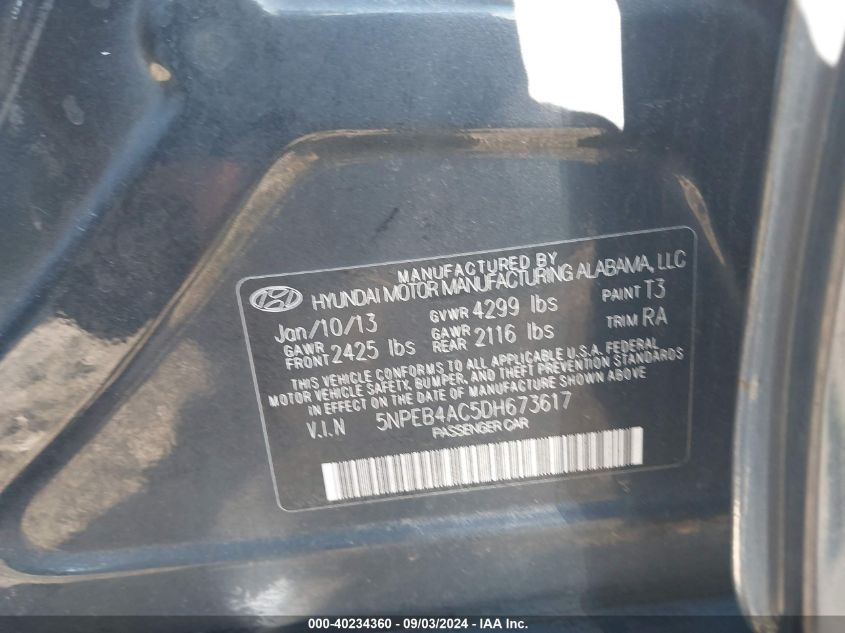 MANUFACTURED BY
HYUNDAI MOTOR MANUFACTURING ALABAMA, LLC
Jan/10/13 GVWR 4299 lbs PAINT T3
GAWR FRONT 2425 lbs GAWR REAR 2116 lbs TRIM RA
THIS VEHICLE CONFORMS TO ALL APPLICABLE U.S.A. FEDERAL
MOTOR VEHICLE SAFETY, BUMPER, AND THEFT PREVENTION STANDARDS
IN EFFECT ON THE DATE OF MANUFACTURE SHOWN ABOVE
V.I.N 5NPEB4AC5DH673617
PASSENGER CAR
000-40234360 - 09/03/2024 - IAA Inc.